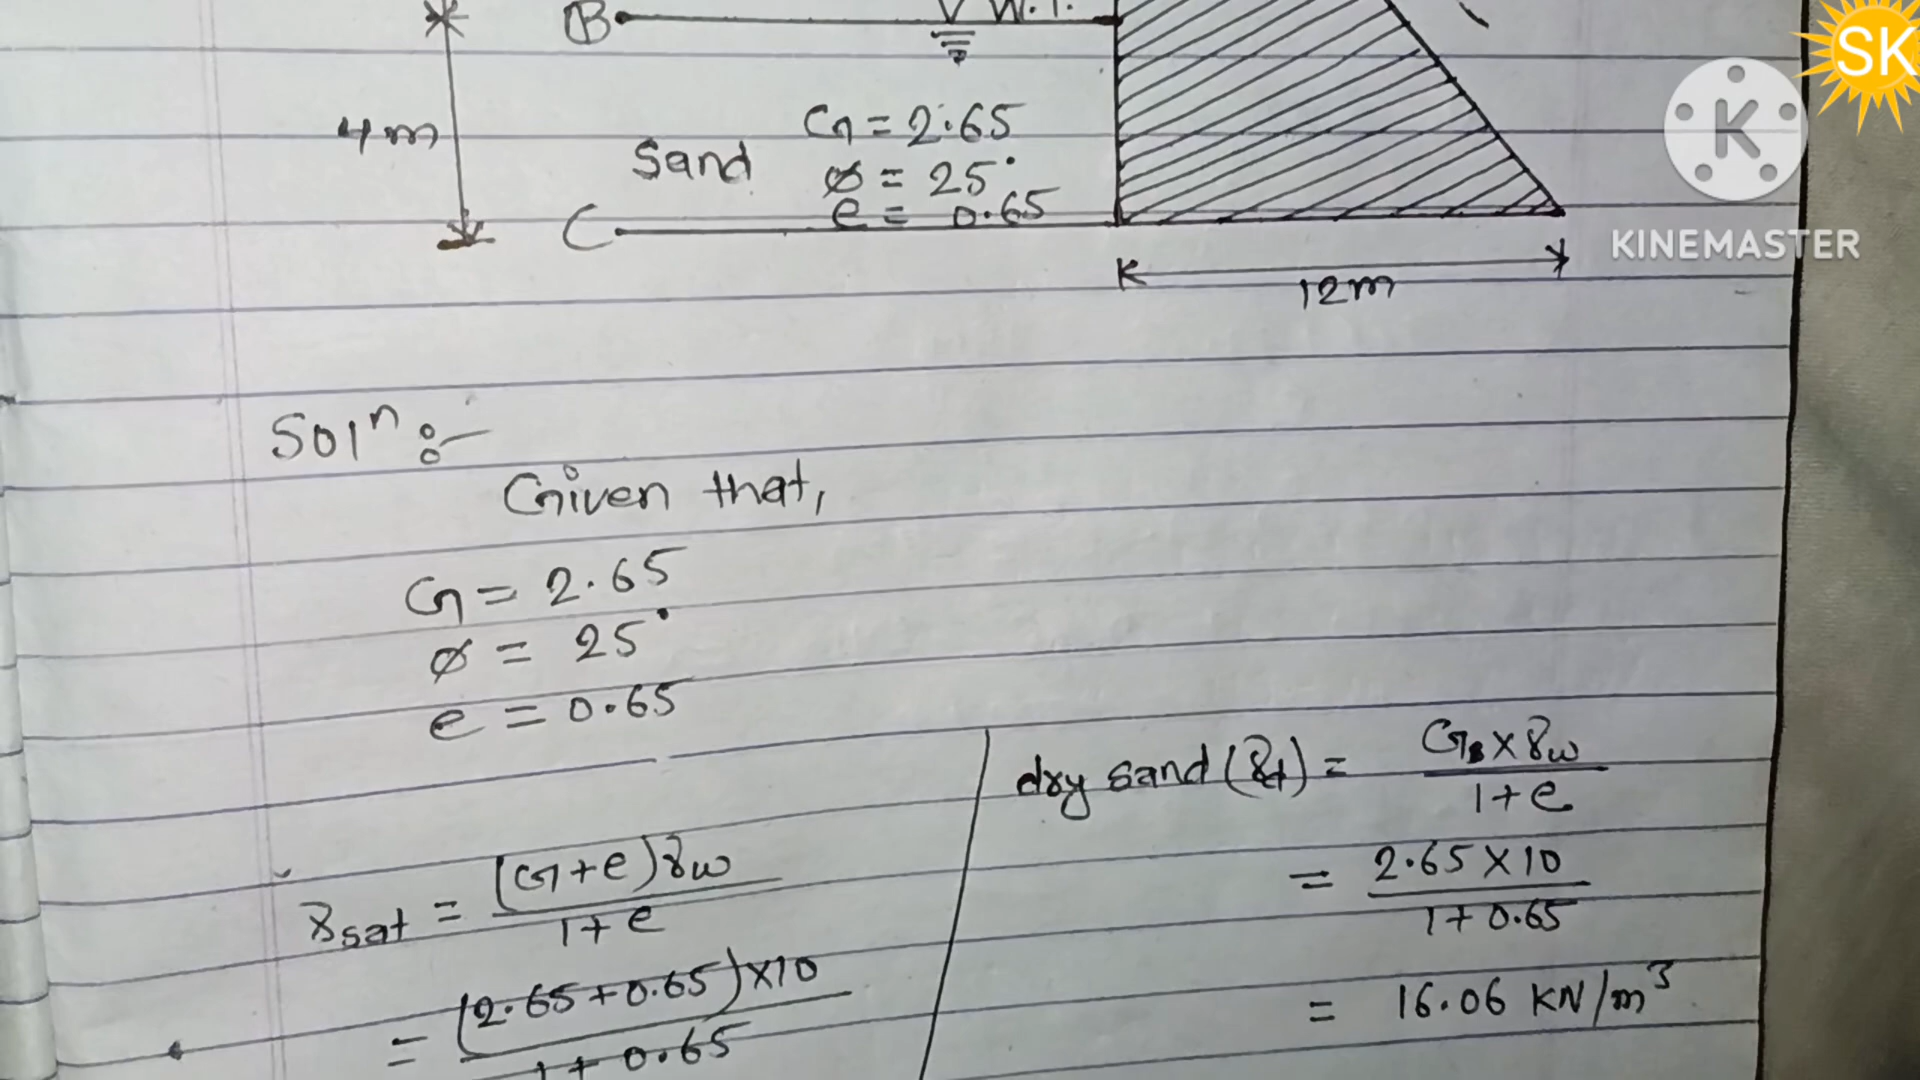 B W.T.
SK
K
4m
G = 2.65
Sand ø = 25°
e = 0.65
C
KINEMASTER
12m
Solⁿ :-
Given that,
G = 2.65
ø = 25°
e = 0.65
dry sand (γd) = Gs×γw
1+e
= 2.65×10
1+0.65
= 16.06 KN/m³
γsat = (G+e)γw
1+e
= (2.65+0.65)×10
1+0.65